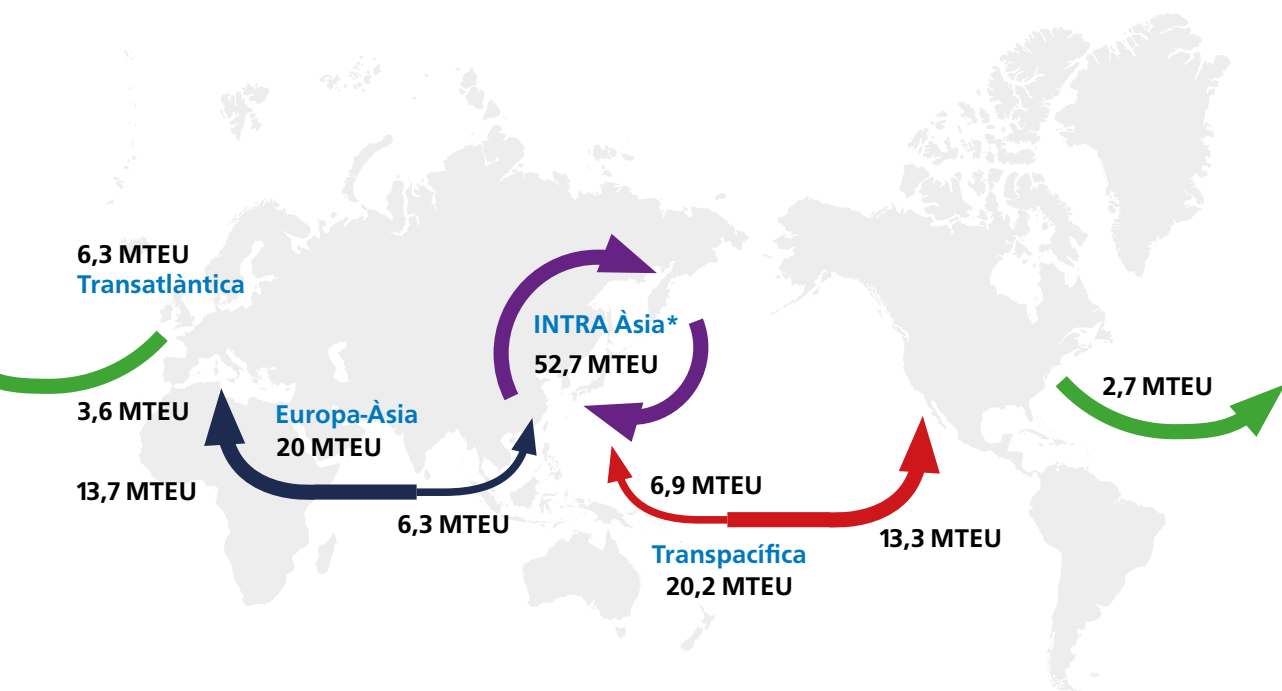 6,3 MTEU
Transatlàntica
3,6 MTEU
13,7 MTEU
Europa-Àsia
20 MTEU
6,3 MTEU
INTRA Àsia*
52,7 MTEU
6,9 MTEU
Transpacífica
20,2 MTEU
13,3 MTEU
2,7 MTEU